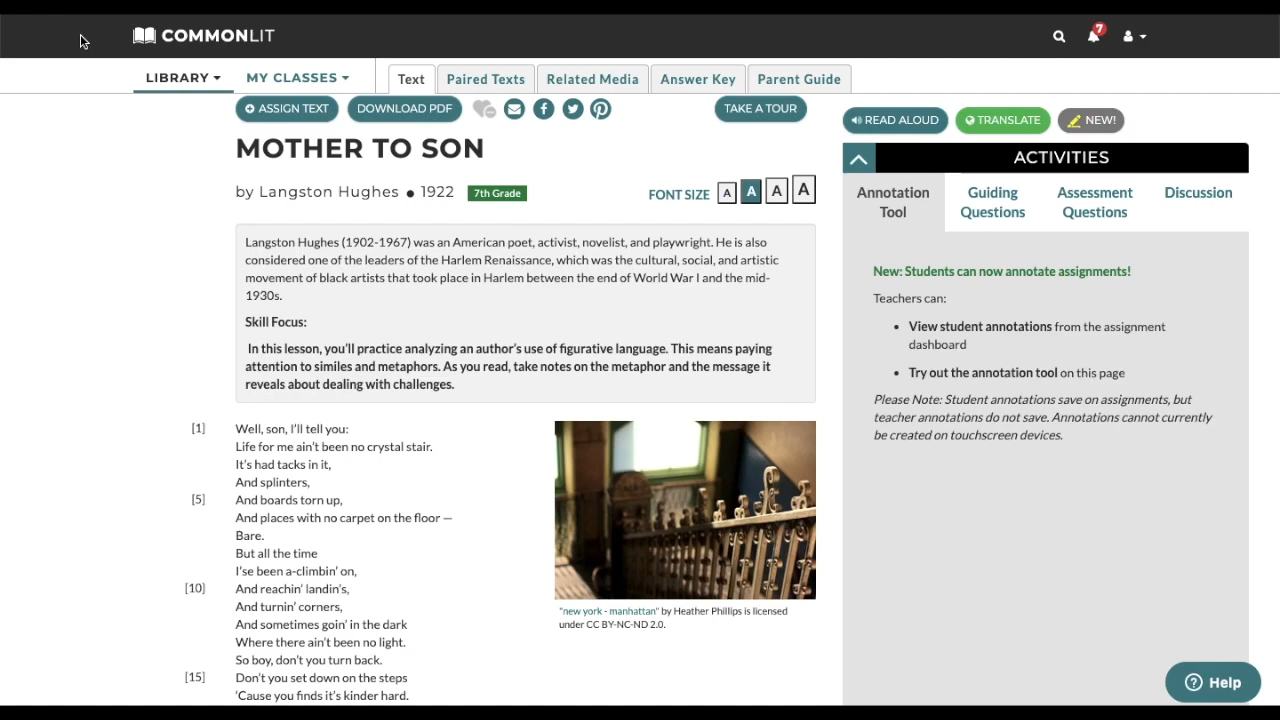 COMMONLIT
7
LIBRARY
MY CLASSES
Text
Paired Texts
Related Media
Answer Key
Parent Guide
ASSIGN TEXT
DOWNLOAD PDF
TAKE A TOUR
READ ALOUD
TRANSLATE
NEW!
MOTHER TO SON
by Langston Hughes ● 1922 7th Grade
FONT SIZE A A A A
Langston Hughes (1902-1967) was an American poet, activist, novelist, and playwright. He is also
considered one of the leaders of the Harlem Renaissance, which was the cultural, social, and artistic
movement of black artists that took place in Harlem between the end of World War I and the mid-
1930s.
Skill Focus:
In this lesson, you'll practice analyzing an author's use of figurative language. This means paying
attention to similes and metaphors. As you read, take notes on the metaphor and the message it
reveals about dealing with challenges.
[1] Well, son, I'll tell you:
Life for me ain't been no crystal stair.
It's had tacks in it,
And splinters,
[5] And boards torn up,
And places with no carpet on the floor —
Bare.
But all the time
I'se been a-climbin' on,
[10] And reachin' landin's,
And turnin' corners,
And sometimes goin' in the dark
Where there ain't been no light.
So boy, don't you turn back.
[15] Don't you set down on the steps
'Cause you finds it's kinder hard.
"new york - manhattan" by Heather Phillips is licensed
under CC BY-NC-ND 2.0.
ACTIVITIES
Annotation
Tool
Guiding
Questions
Assessment
Questions
Discussion
New: Students can now annotate assignments!
Teachers can:
• View student annotations from the assignment
dashboard
• Try out the annotation tool on this page
Please Note: Student annotations save on assignments, but
teacher annotations do not save. Annotations cannot currently
be created on touchscreen devices.
Help